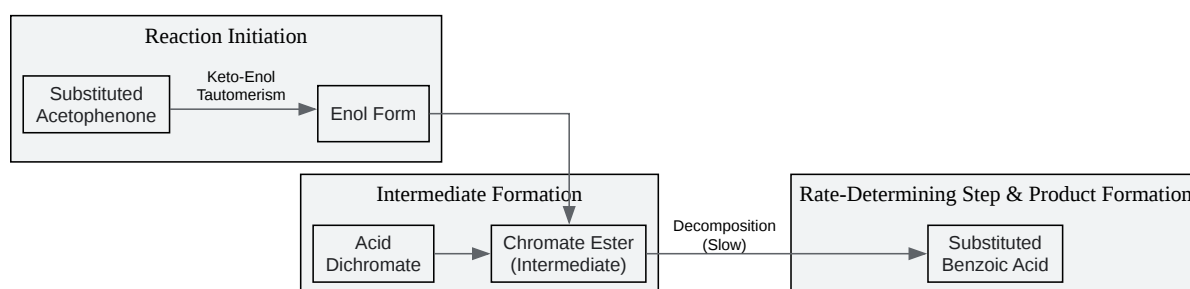 Reaction Initiation
Substituted
Acetophenone
Keto-Enol
Tautomerism
Enol Form
Intermediate Formation
Acid
Dichromate
Chromate Ester
(Intermediate)
Decomposition
(Slow)
Rate-Determining Step & Product Formation
Substituted
Benzoic Acid